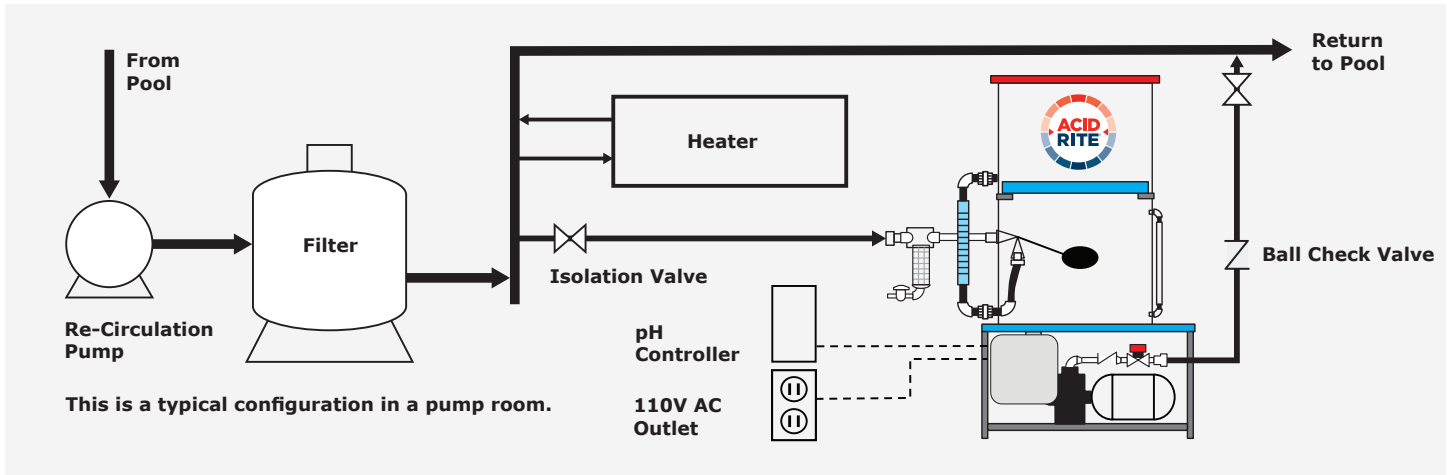 From
Pool
Return
to Pool
ACID
RITE
Heater
Filter
Isolation Valve
Ball Check Valve
Re-Circulation
Pump
pH
Controller
110V AC
Outlet
This is a typical configuration in a pump room.